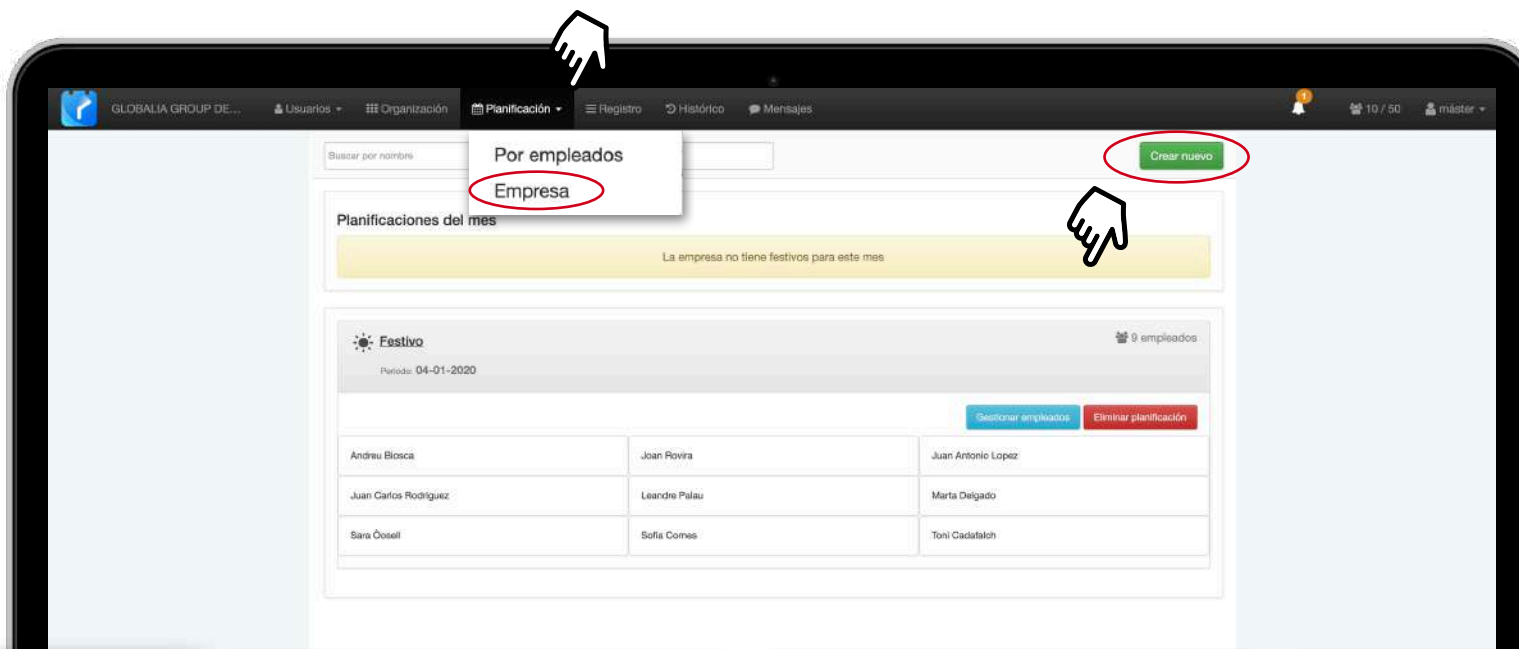 GLOBALIA GROUP DE... Usuarios Organización Planificación Registro Histórico Mensajes 1 10 / 50 máster
Buscar por nombre Por empleados Crear nuevo
Empresa
Planificaciones del mes
La empresa no tiene festivos para este mes
Festivo 9 empleados
Periodo: 04-01-2020
Gestionar empleados Eliminar planificación
Andreu Biosca Joan Rovira Juan Antonio Lopez
Juan Carlos Rodriguez Leandre Palau Marta Delgado
Sara Òosell Sofia Comes Toni Cadafalch